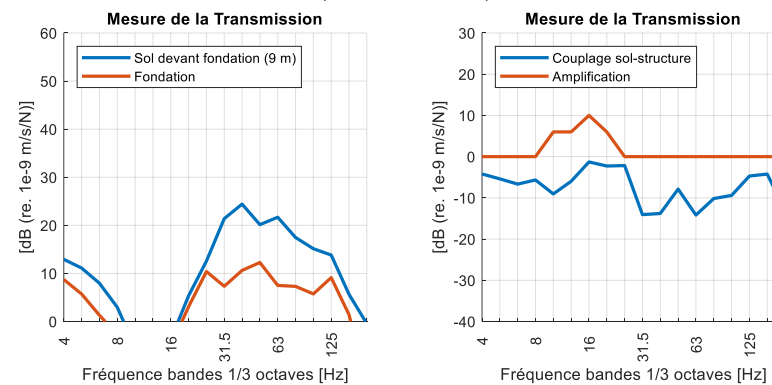 Mesure de la Transmission
60
50
40
30
20
10
0
[dB (re. 1e-9 m/s/N)]
Sol devant fondation (9 m)
Fondation
4
8
16
31.5
63
125
Fréquence bandes 1/3 octaves [Hz]
Mesure de la Transmission
30
20
10
0
-10
-20
-30
-40
[dB (re. 1e-9 m/s/N)]
Couplage sol-structure
Amplification
4
8
16
31.5
63
125
Fréquence bandes 1/3 octaves [Hz]